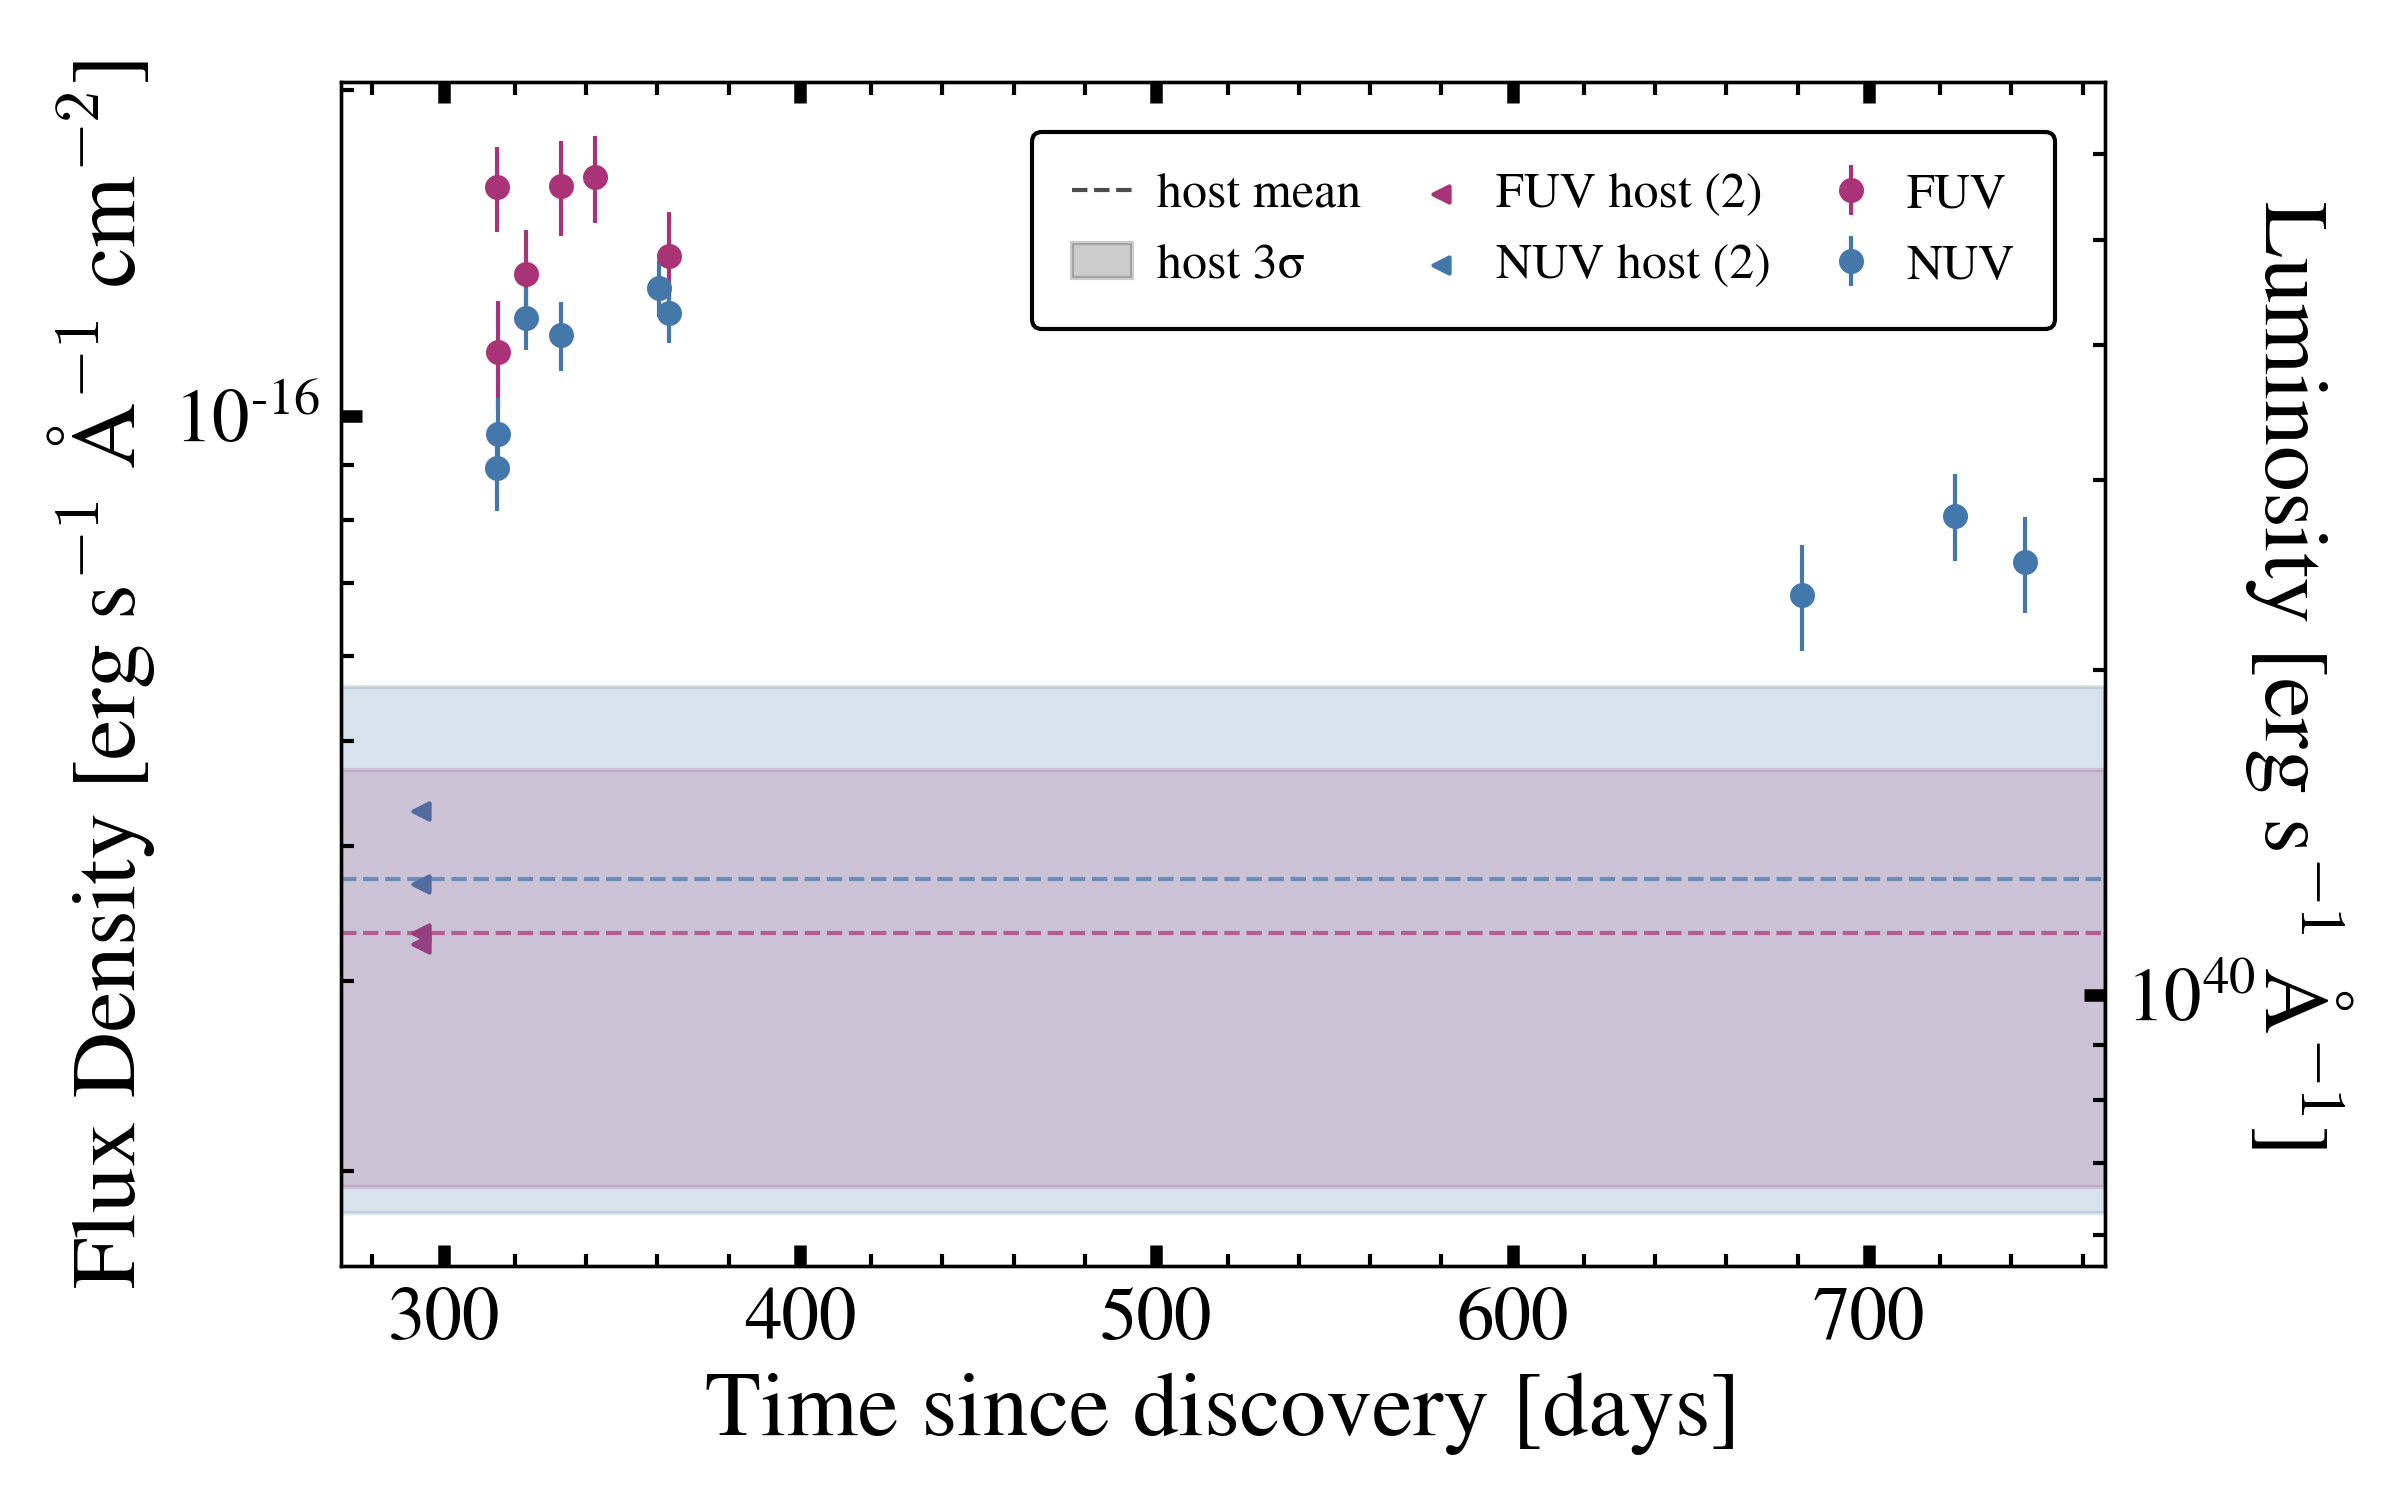 host mean
host 3σ
FUV host (2)
NUV host (2)
FUV
NUV
Flux Density [erg s⁻¹ Å⁻¹ cm⁻²]
10⁻¹⁶
Luminosity [erg s⁻¹ Å⁻¹]
10⁴⁰
300 400 500 600 700
Time since discovery [days]